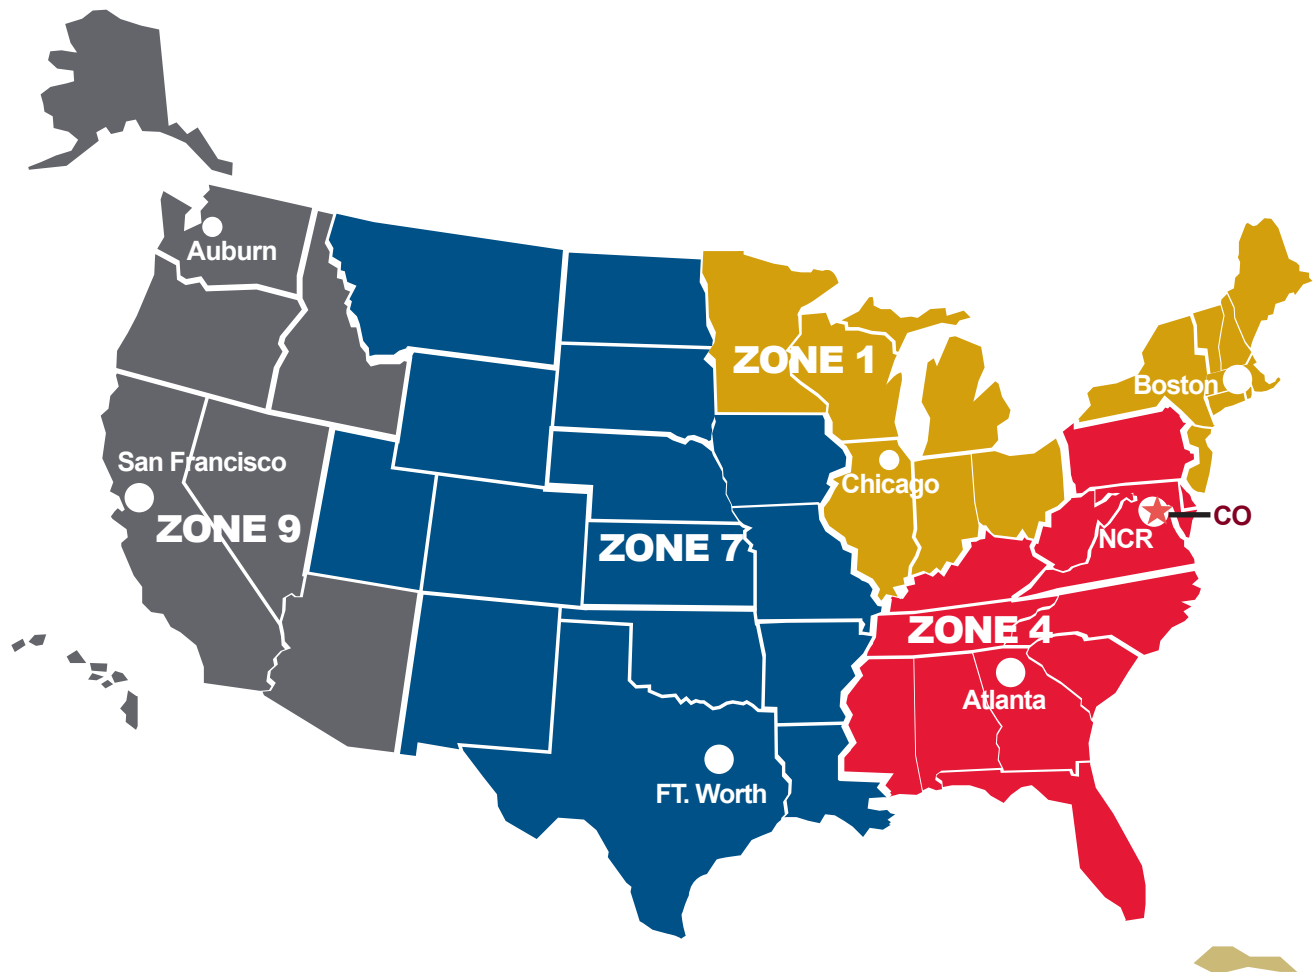 Auburn
ZONE 1
Boston
San Francisco
Chicago
ZONE 9
CO
ZONE 7
NCR
ZONE 4
Atlanta
FT. Worth